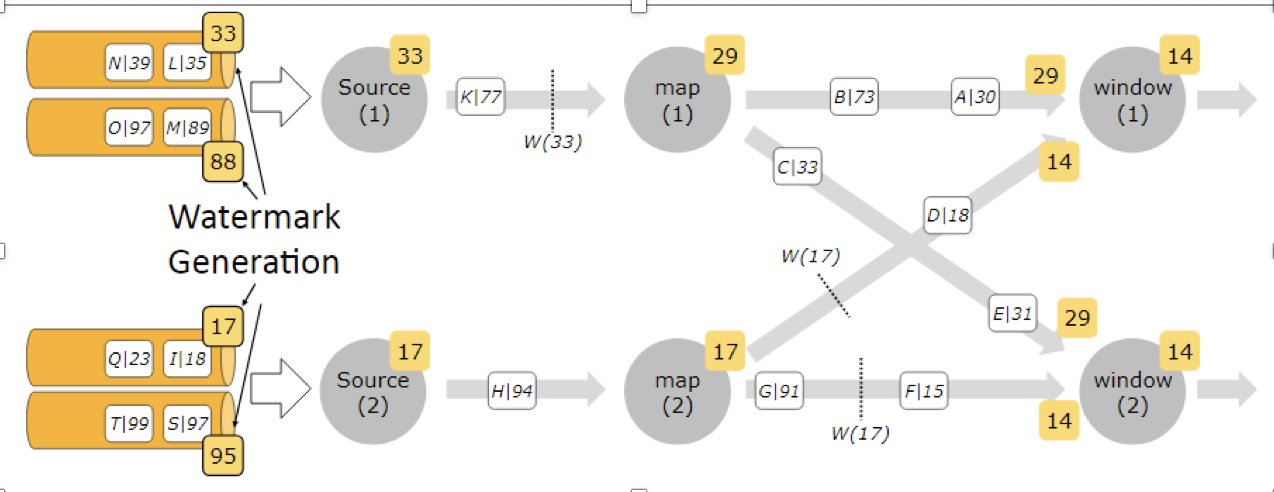 33
N|39 L|35
O|97 M|89
88
Source
(1)
33
K|77
W(33)
map
(1)
29
B|73 A|30
29
window
(1)
14
C|33
14
D|18
W(17)
Watermark
Generation
17
Q|23 I|18
T|99 S|97
95
Source
(2)
17
H|94
map
(2)
17
E|31
29
G|91 F|15
W(17)
14
window
(2)
14